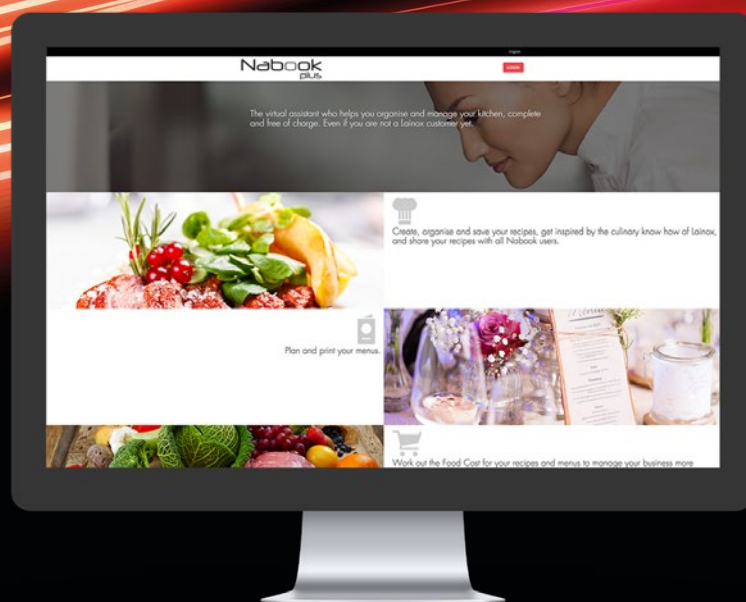 English
Nabook
plus
LOGIN
The virtual assistant who helps you organise and manage your kitchen, complete
and free of charge. Even if you are not a Lainox customer yet.
Create, organise and save your recipes, get inspired by the culinary know how of Lainox,
and share your recipes with all Nabook users.
Plan and print your menus.
Menu
Work out the Food Cost for your recipes and menus to manage your business more